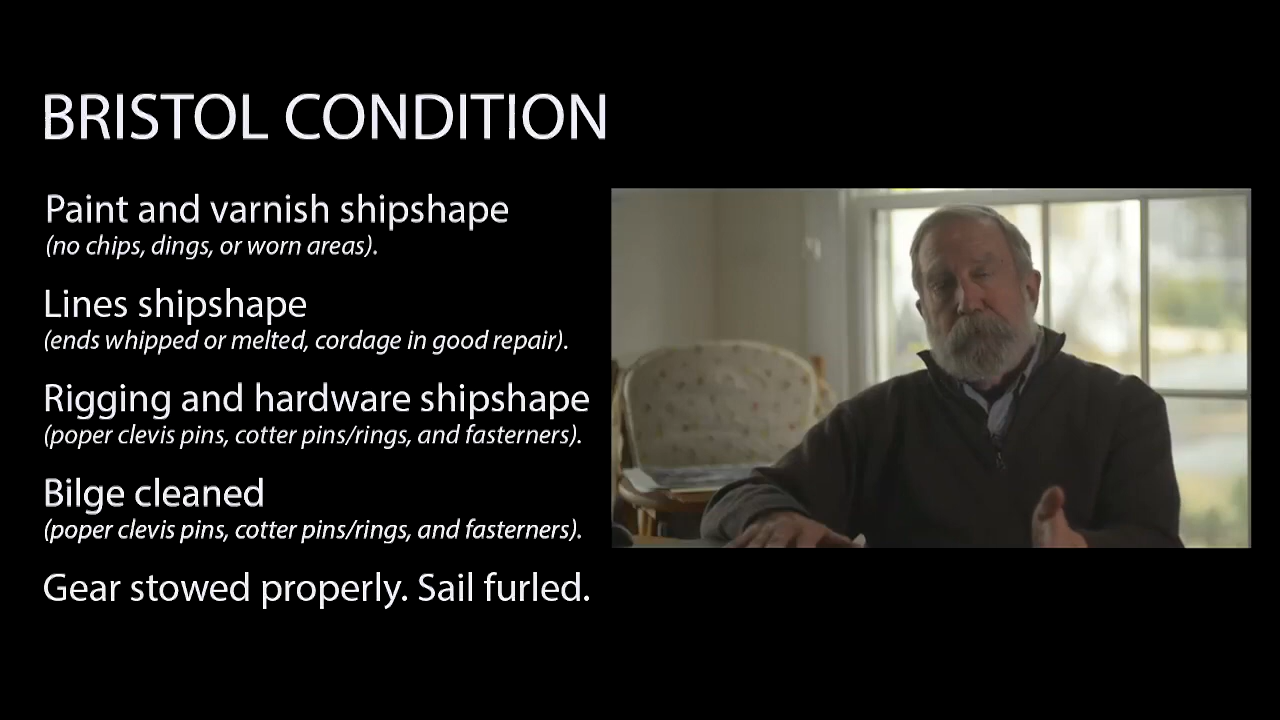 BRISTOL CONDITION
Paint and varnish shipshape
(no chips, dings, or worn areas).
Lines shipshape
(ends whipped or melted, cordage in good repair).
Rigging and hardware shipshape
(poper clevis pins, cotter pins/rings, and fasterners).
Bilge cleaned
(poper clevis pins, cotter pins/rings, and fasterners).
Gear stowed properly. Sail furled.